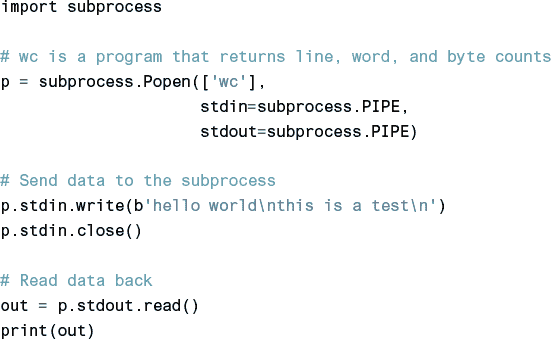 import subprocess
# wc is a program that returns line, word, and byte counts
p = subprocess.Popen(['wc'],
                     stdin=subprocess.PIPE,
                     stdout=subprocess.PIPE)
# Send data to the subprocess
p.stdin.write(b'hello world\nthis is a test\n')
p.stdin.close()
# Read data back
out = p.stdout.read()
print(out)